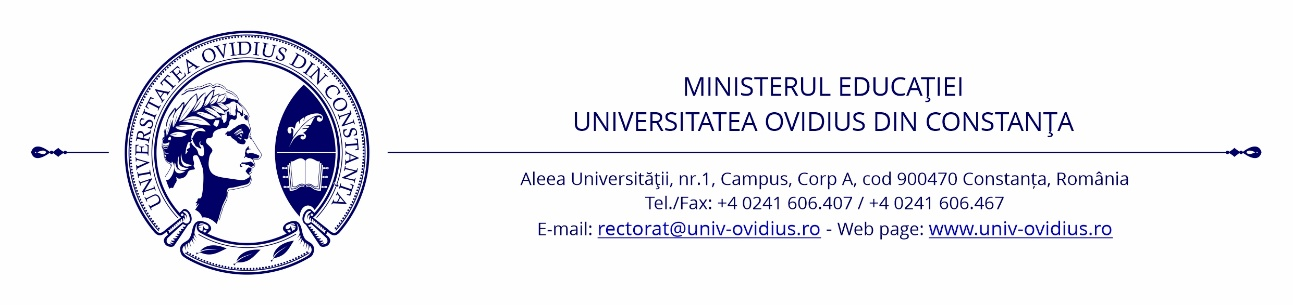 UNIVERSITATEA OVIDIUS DIN CONSTANTA
MINISTERUL EDUCAŢIEI
UNIVERSITATEA OVIDIUS DIN CONSTANŢA
Aleea Universităţii, nr.1, Campus, Corp A, cod 900470 Constanța, România
Tel./Fax: +4 0241 606.407 / +4 0241 606.467
E-mail: rectorat@univ-ovidius.ro - Web page: www.univ-ovidius.ro